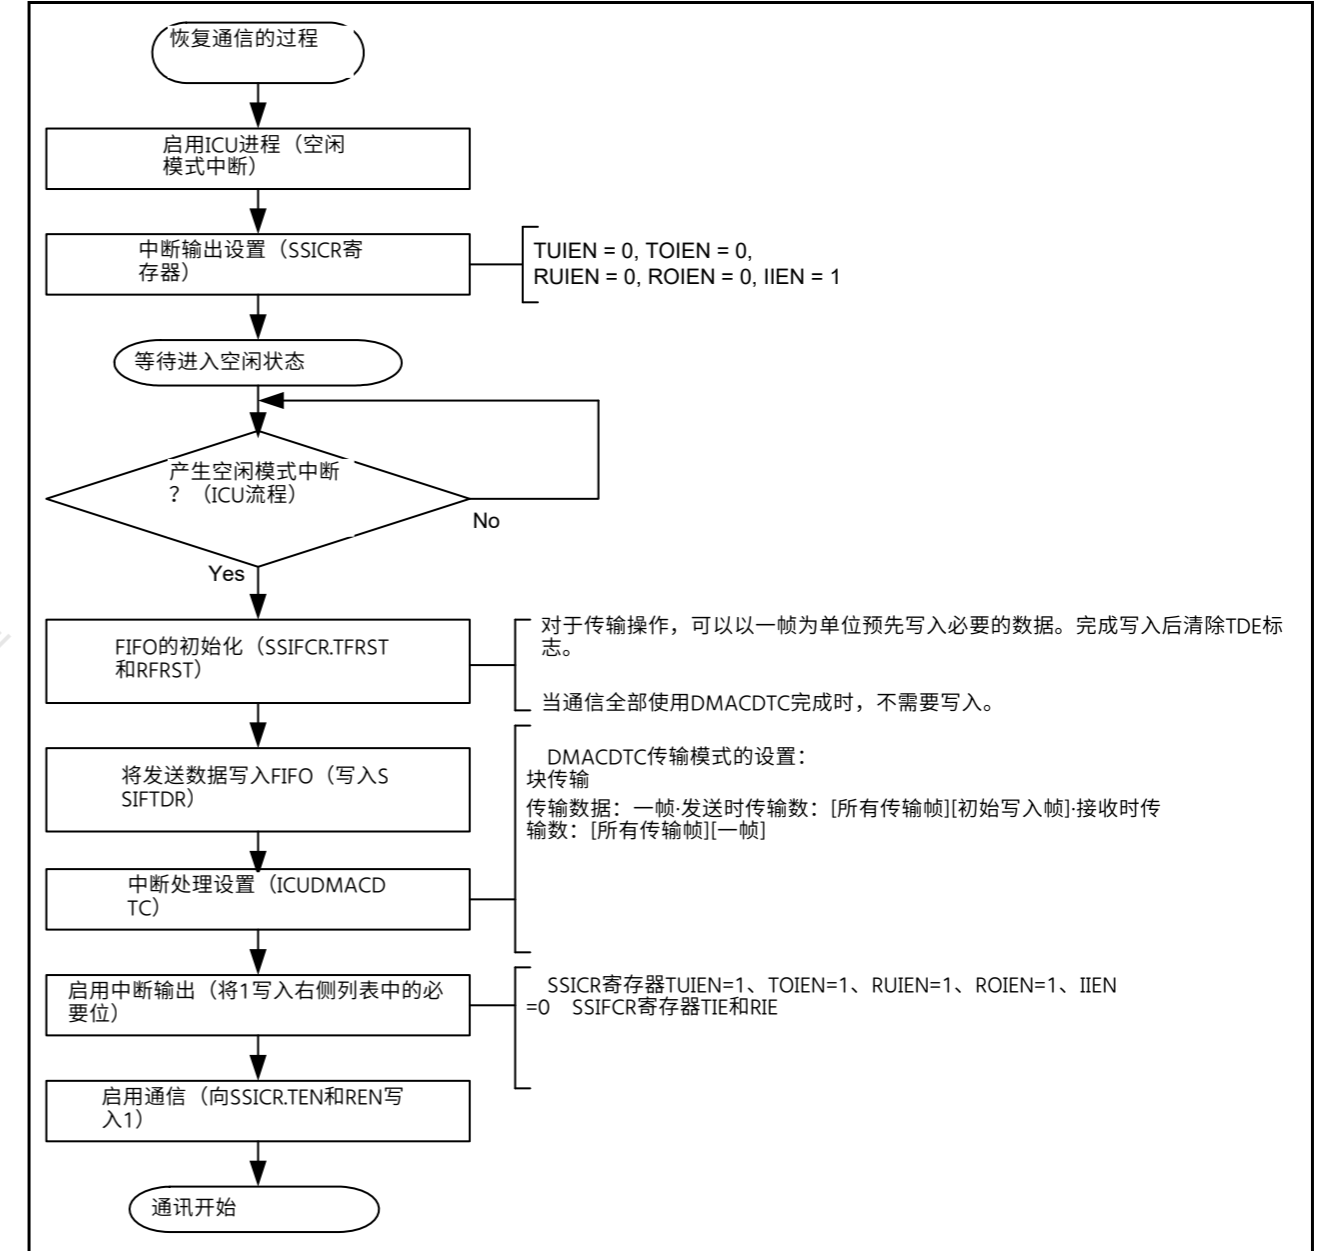 恢复通信的过程
启用ICU进程（空闲
模式中断）
中断输出设置（SSICR寄
存器）
TUIEN = 0, TOIEN = 0,
RUIEN = 0, ROIEN = 0, IIEN = 1
等待进入空闲状态
产生空闲模式中断
？（ICU流程）
No
Yes
FIFO的初始化（SSIFCR.TFRST
和RFRST）
对于传输操作，可以以一帧为单位预先写入必要的数据。完成写入后清除TDE标
志。
当通信全部使用DMACDTC完成时，不需要写入。
将发送数据写入FIFO（写入S
SIFTDR）
DMACDTC传输模式的设置：
块传输
传输数据：一帧·发送时传输数：[所有传输帧][初始写入帧]·接收时传
输数：[所有传输帧][一帧]
中断处理设置（ICUDMACD
TC）
启用中断输出（将1写入右侧列表中的必
要位）
SSICR寄存器TUIEN=1、TOIEN=1、RUIEN=1、ROIEN=1、IIEN
=0 SSIFCR寄存器TIE和RIE
启用通信（向SSICR.TEN和REN写
入1）
通讯开始